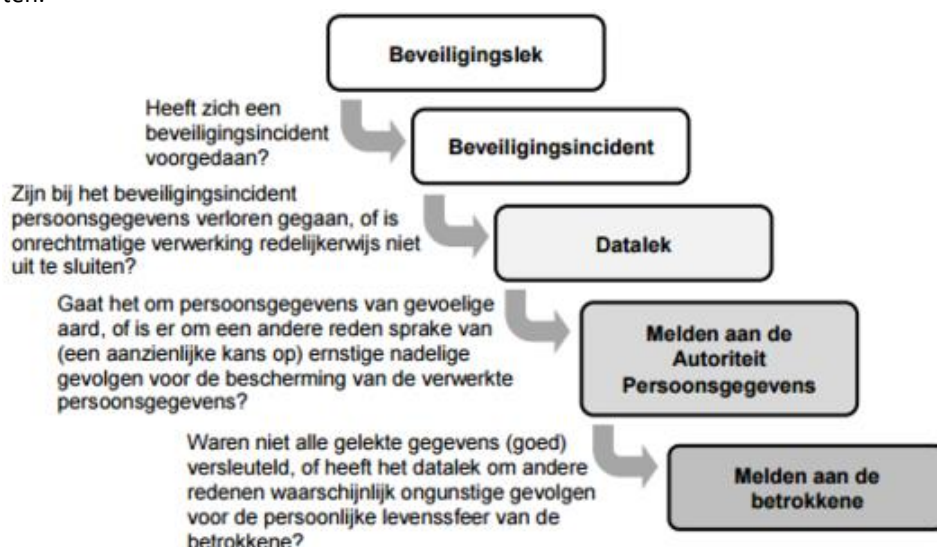 Beveiligingslek
Heeft zich een
beveiligingsincident
voorgedaan?
Beveiligingsincident
Zijn bij het beveiligingsincident
persoonsgegevens verloren gegaan, of is
onrechtmatige verwerking redelijkerwijs niet
uit te sluiten?
Datalek
Gaat het om persoonsgegevens van gevoelige
aard, of is er om een andere reden sprake van
(een aanzienlijke kans op) ernstige nadelige
gevolgen voor de bescherming van de verwerkte
persoonsgegevens?
Melden aan de
Autoriteit
Persoonsgegevens
Waren niet alle gelekte gegevens (goed)
versleuteld, of heeft het datalek om andere
redenen waarschijnlijk ongunstige gevolgen
voor de persoonlijke levenssfeer van de
betrokkene?
Melden aan de
betrokkene